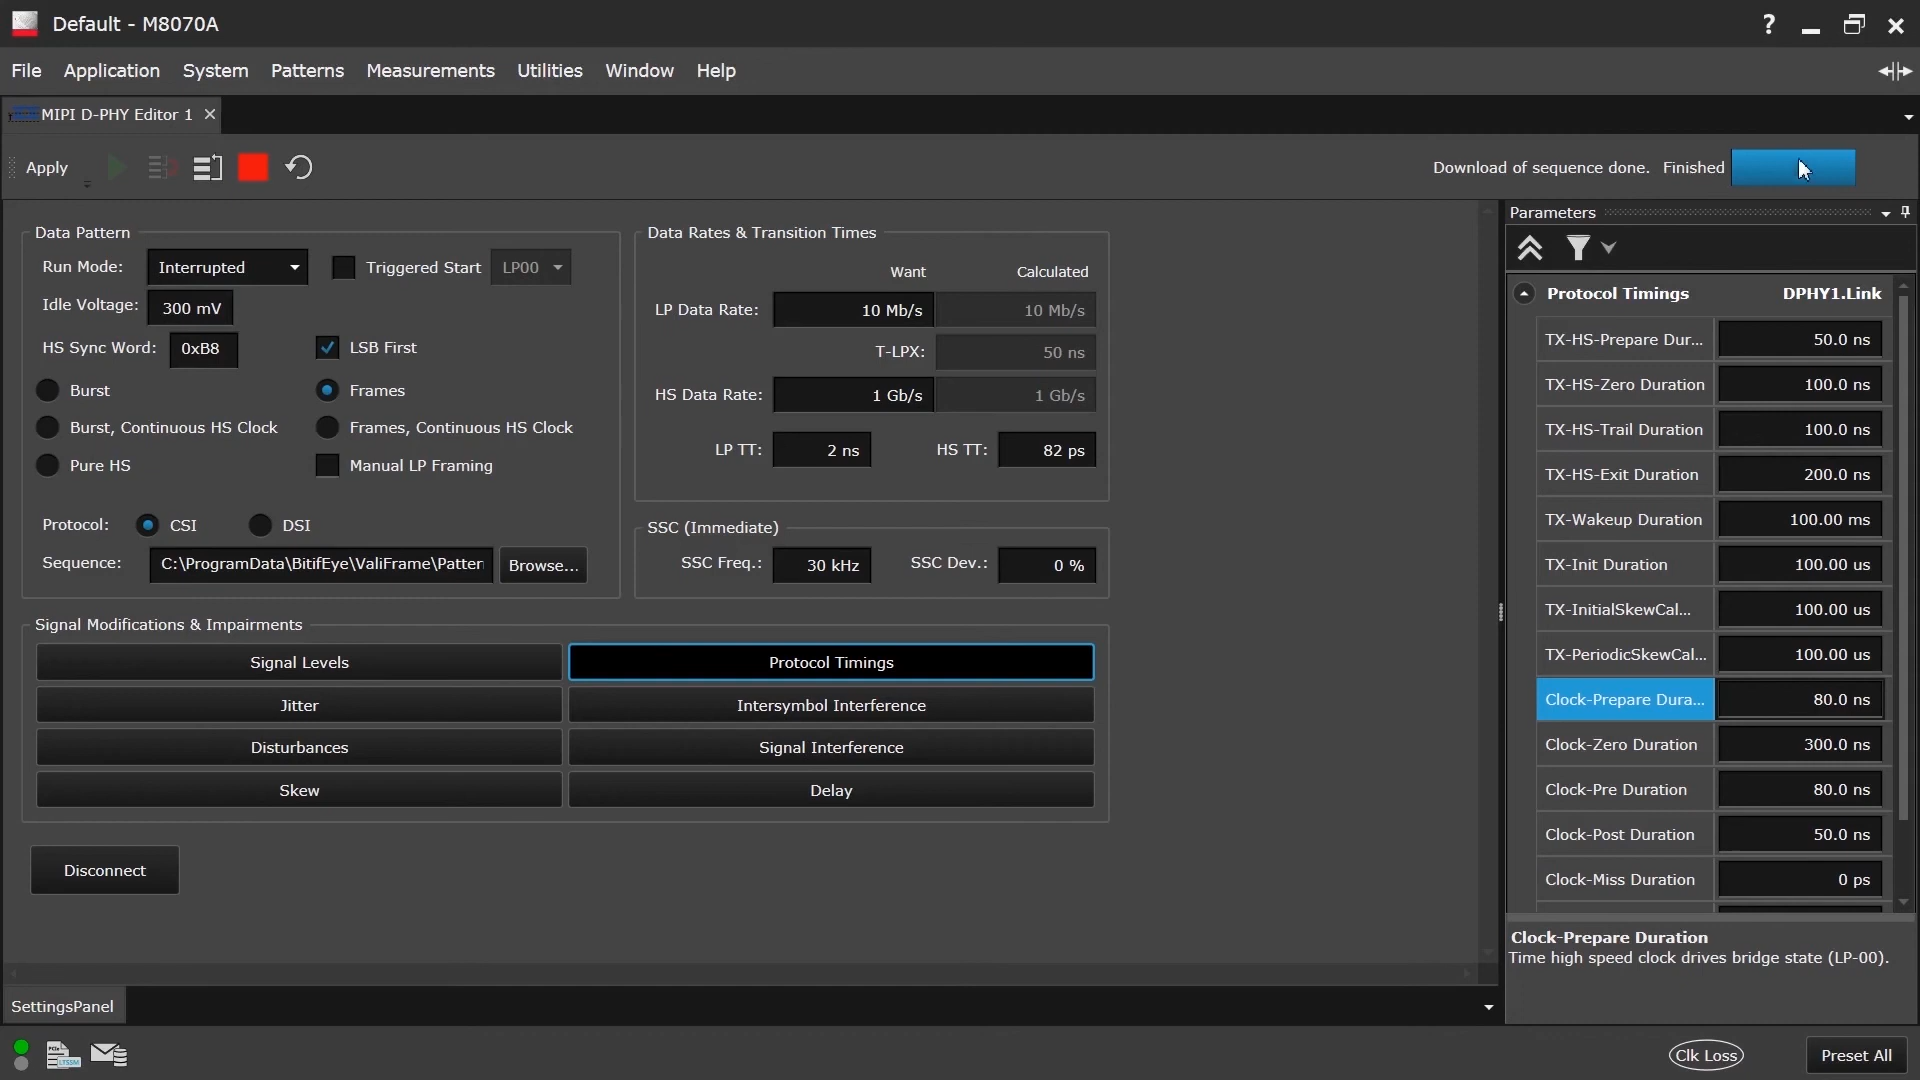 Default - M8070A
?
File Application System Patterns Measurements Utilities Window Help
MIPI D-PHY Editor 1
Apply
Download of sequence done. Finished
Data Pattern
Run Mode: Interrupted Triggered Start LP00
Idle Voltage: 300 mV
HS Sync Word: 0xB8 LSB First
Burst Frames
Burst, Continuous HS Clock Frames, Continuous HS Clock
Pure HS Manual LP Framing
Protocol: CSI DSI
Sequence: C:\ProgramData\BitifEye\ValiFrame\Patter Browse...
Data Rates & Transition Times
Want Calculated
LP Data Rate: 10 Mb/s 10 Mb/s
T-LPX: 50 ns
HS Data Rate: 1 Gb/s 1 Gb/s
LP TT: 2 ns HS TT: 82 ps
SSC (Immediate)
SSC Freq.: 30 kHz SSC Dev.: 0 %
Signal Modifications & Impairments
Signal Levels Protocol Timings
Jitter Intersymbol Interference
Disturbances Signal Interference
Skew Delay
Disconnect
SettingsPanel
Parameters
Protocol Timings DPHY1.Link
TX-HS-Prepare Dur... 50.0 ns
TX-HS-Zero Duration 100.0 ns
TX-HS-Trail Duration 100.0 ns
TX-HS-Exit Duration 200.0 ns
TX-Wakeup Duration 100.00 ms
TX-Init Duration 100.00 us
TX-InitialSkewCal... 100.00 us
TX-PeriodicSkewCal... 100.00 us
Clock-Prepare Dura... 80.0 ns
Clock-Zero Duration 300.0 ns
Clock-Pre Duration 80.0 ns
Clock-Post Duration 50.0 ns
Clock-Miss Duration 0 ps
Clock-Prepare Duration
Time high speed clock drives bridge state (LP-00).
PCIe
LTSSM
Clk Loss Preset All